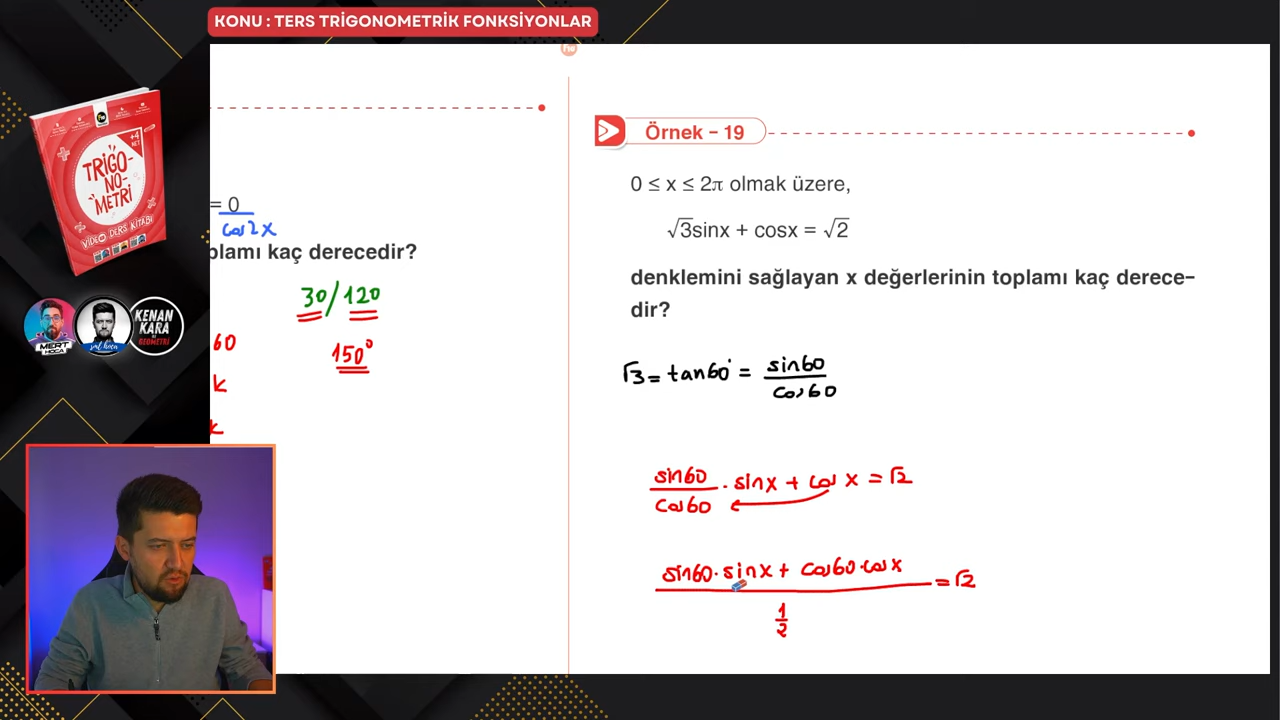 KONU : TERS TRİGONOMETRİK FONKSİYONLAR
+4 NET
TRİGO-
NO-
METRİ
VİDEO DERS KİTABI
MERT HOCA
KENAN KARA
GEOMETRİ
= 0
cos2x
plamı kaç derecedir?
30/120
150°
60
k
k
Örnek – 19
0 ≤ x ≤ 2π olmak üzere,
√3sinx + cosx = √2
denklemini sağlayan x değerlerinin toplamı kaç derece–
dir?
√3 = tan60° = sin60/cos60
sin60/cos60 . sinx + cos x = √2
(sin60.sinx + cos60.cosx)/(1/2) = √2